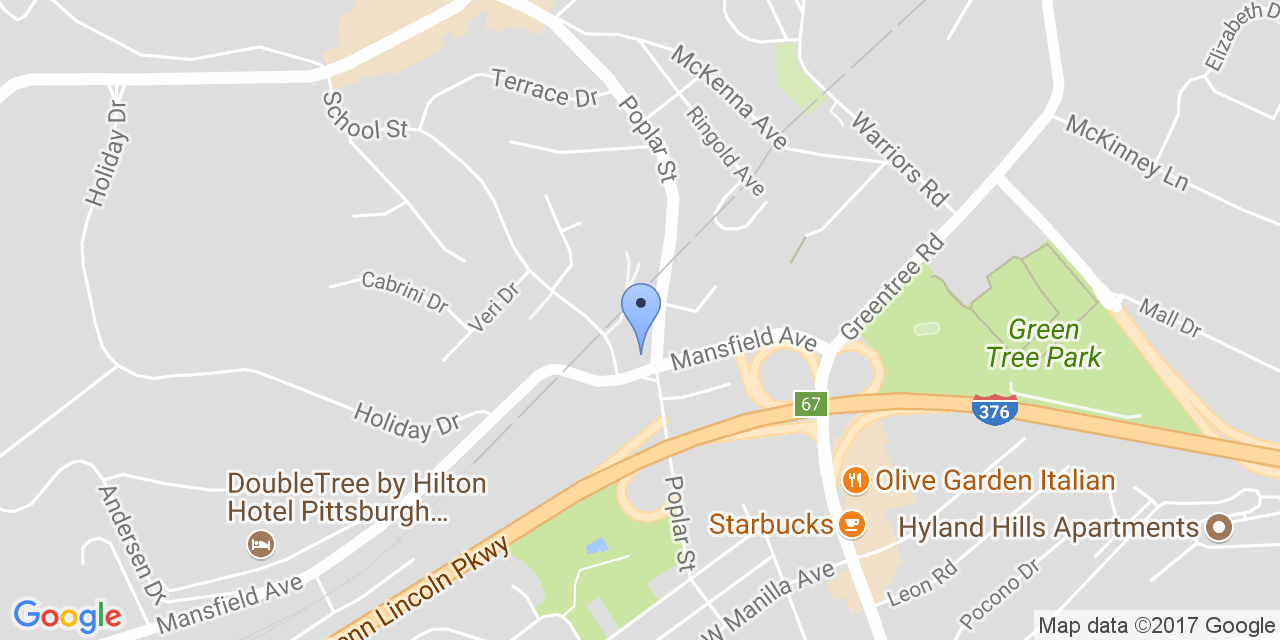 Elizabeth D
McKenna Ave
Terrace Dr
School St
Holiday Dr
Poplar St
Ringold Ave
Warriors Rd
McKinney Ln
Greentree Rd
Cabrini Dr
Veri Dr
Mansfield Ave
Green
Tree Park
Mall Dr
67
376
Holiday Dr
DoubleTree by Hilton
Hotel Pittsburgh...
Olive Garden Italian
Starbucks
Hyland Hills Apartments
Poplar St
Andersen Dr
enn Lincoln Pkwy
Mansfield Ave
W Manilla Ave
Leon Rd
Pocono Dr
Google
Map data ©2017 Google